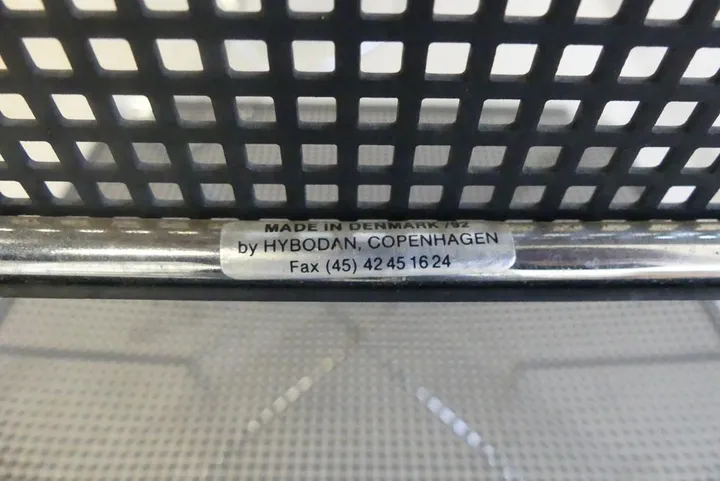 MADE IN DENMARK /92
by HYBODAN, COPENHAGEN
Fax (45) 42 45 16 24